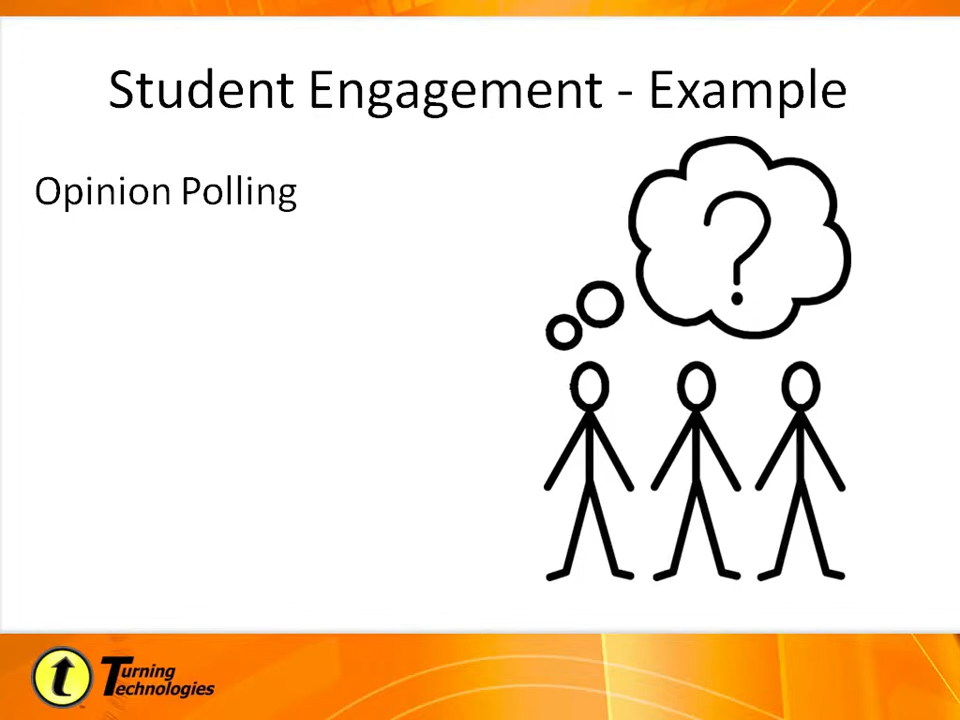 Student Engagement - Example
Opinion Polling
?
t
Turning
Technologies